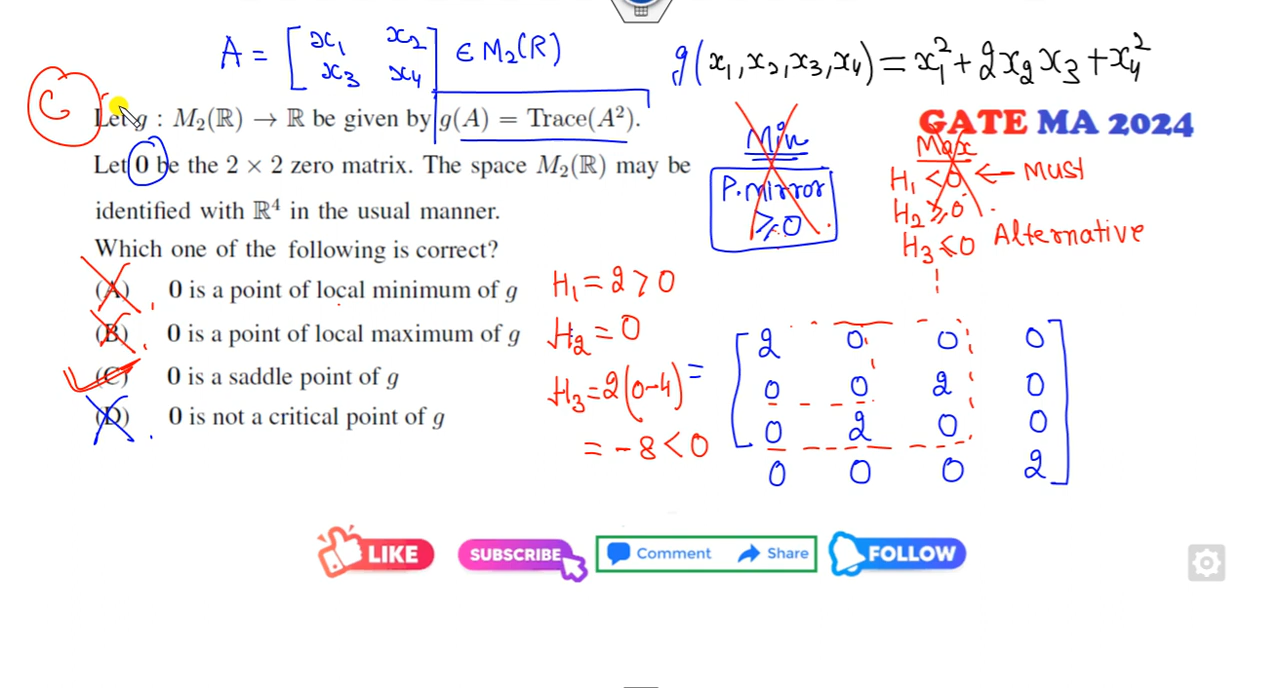 A = [ x₁ x₂
x₃ x₄ ] ∈ M₂(R)
g(x₁, x₂, x₃, x₄) = x₁² + 2x₂x₃ + x₄²
C
Let g : M₂(ℝ) → ℝ be given by g(A) = Trace(A²).
Let 0 be the 2 × 2 zero matrix. The space M₂(ℝ) may be
identified with ℝ⁴ in the usual manner.
Which one of the following is correct?
(A) 0 is a point of local minimum of g
(B) 0 is a point of local maximum of g
(C) 0 is a saddle point of g
(D) 0 is not a critical point of g
Min
P.Mirror
≥0
GATE MA 2024
Max
H₁ < 0 ← Must
H₂ ≥ 0
H₃ ≤ 0 Alternative
H₁ = 2 > 0
H₂ = 0
H₃ = 2(0-4) =
= -8 < 0
2 0 0 0
0 0 2 0
0 2 0 0
0 0 0 2
LIKE
SUBSCRIBE
Comment
Share
FOLLOW